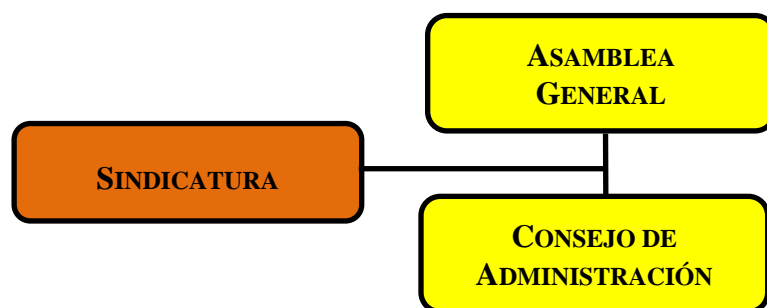 ASAMBLEA
GENERAL
SINDICATURA
CONSEJO DE
ADMINISTRACIÓN